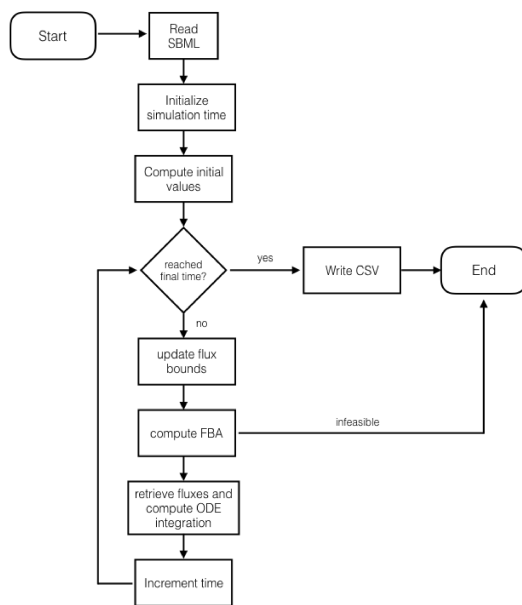 Start
Read
SBML
Initialize
simulation time
Compute initial
values
reached
final time?
yes
Write CSV
End
no
update flux
bounds
compute FBA
infeasible
retrieve fluxes and
compute ODE
integration
Increment time